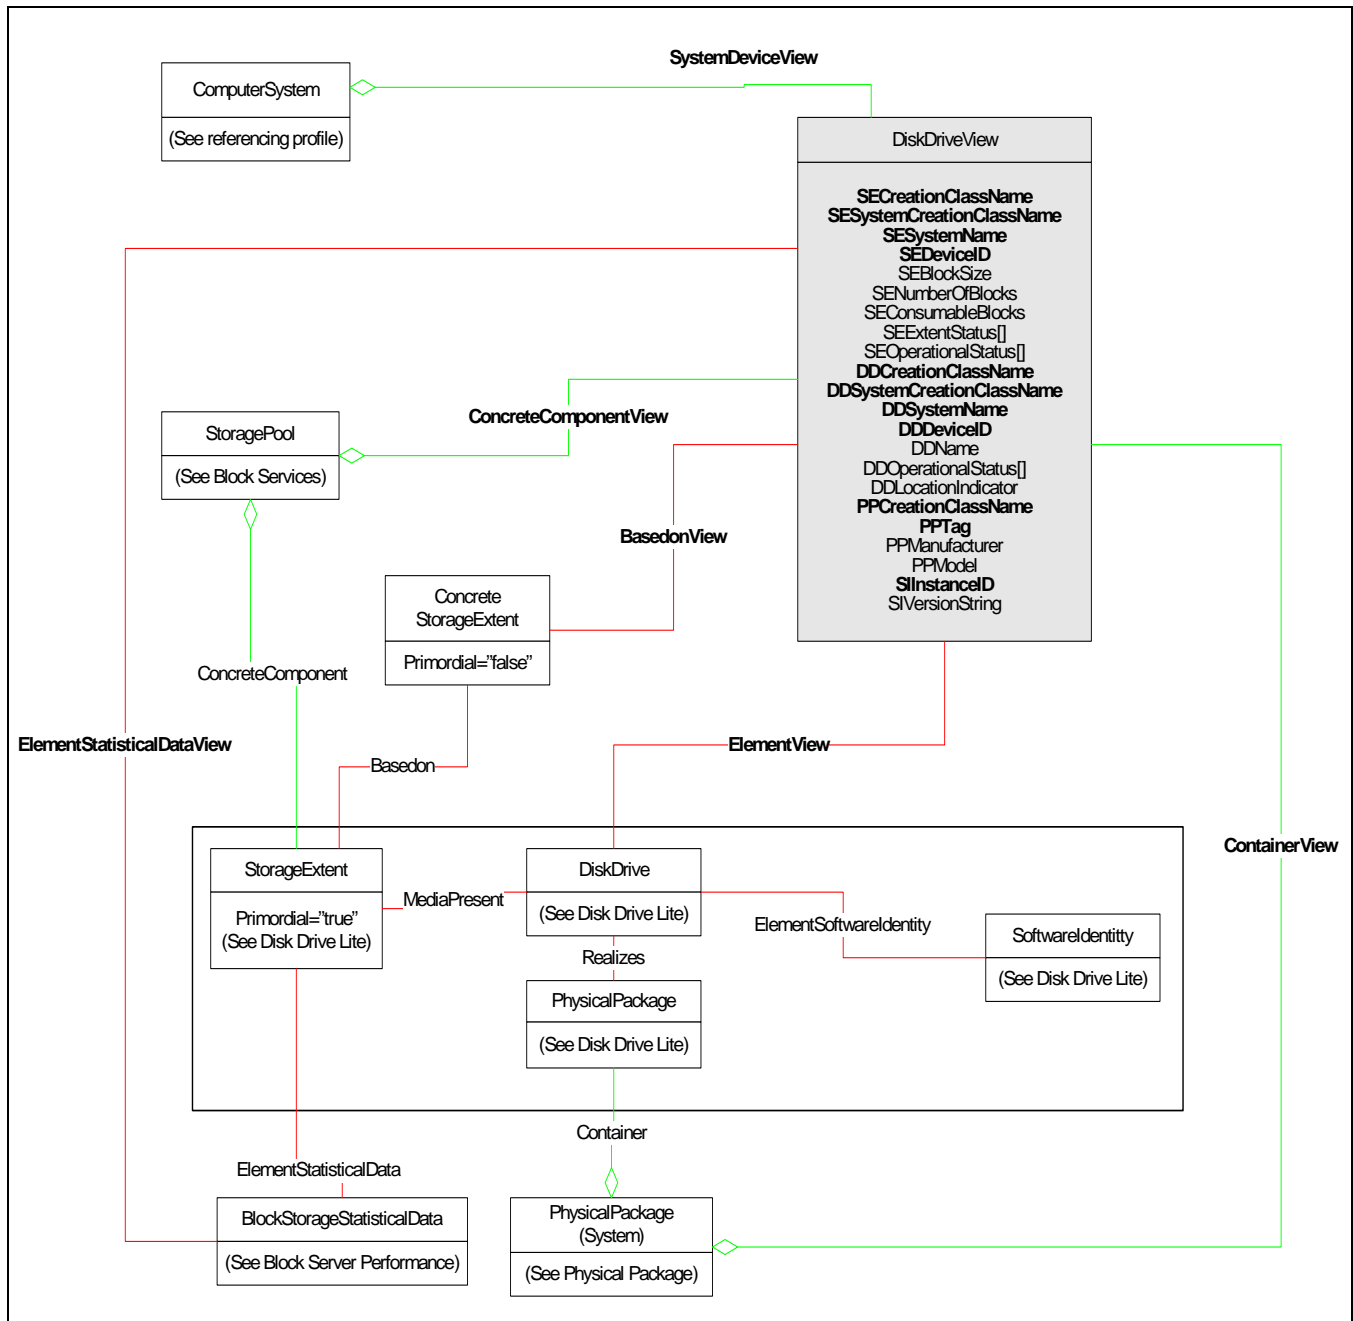 SystemDeviceView
ComputerSystem
(See referencing profile)
DiskDriveView
SECreationClassName
SESystemCreationClassName
SESystemName
SEDeviceID
SEBlockSize
SENumberOfBlocks
SEConsumableBlocks
SEExtentStatus[]
SEOperationalStatus[]
DDCreationClassName
DDSystemCreationClassName
DDSystemName
DDDeviceID
DDName
DDOperationalStatus[]
DDLocationIndicator
PPCreationClassName
PPTag
PPManufacturer
PPModel
SIInstanceID
SIVersionString
ConcreteComponentView
StoragePool
(See Block Services)
BasedonView
Concrete
StorageExtent
Primordial="false"
ConcreteComponent
ElementStatisticalDataView
ElementView
Basedon
ContainerView
StorageExtent
Primordial="true"
(See Disk Drive Lite)
MediaPresent
DiskDrive
(See Disk Drive Lite)
ElementSoftwareIdentity
SoftwareIdentitty
(See Disk Drive Lite)
Realizes
PhysicalPackage
(See Disk Drive Lite)
Container
ElementStatisticalData
BlockStorageStatisticalData
(See Block Server Performance)
PhysicalPackage
(System)
(See Physical Package)